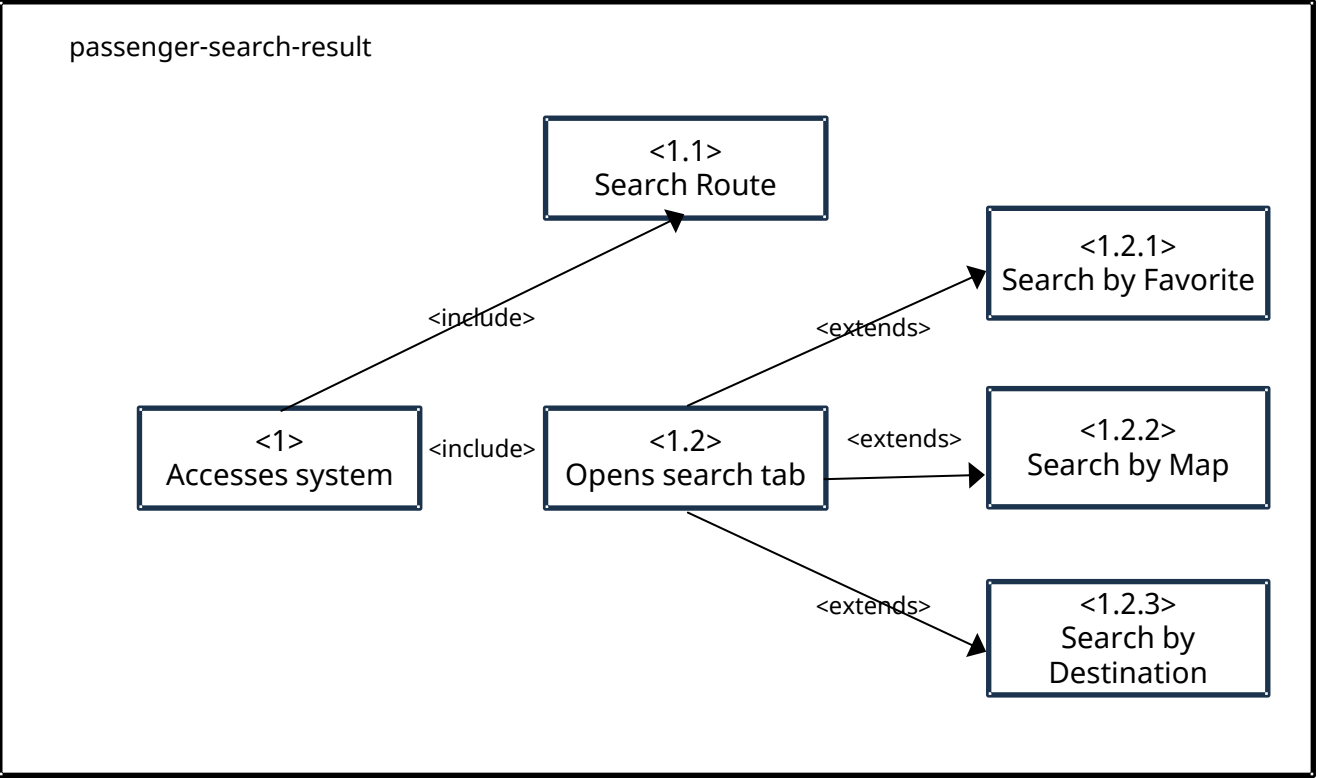 passenger-search-result
<1.1>
Search Route
<1.2.1>
Search by Favorite
<include>
<extends>
<1>
Accesses system
<include>
<1.2>
Opens search tab
<extends>
<1.2.2>
Search by Map
<extends>
<1.2.3>
Search by
Destination